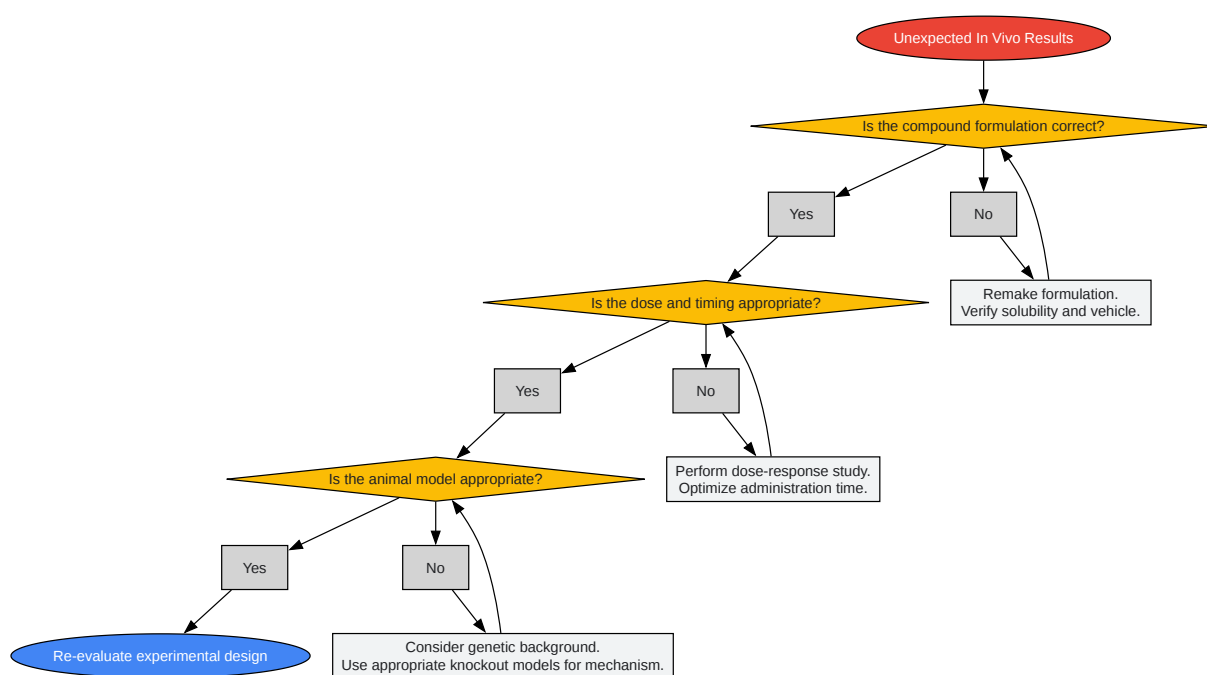 Unexpected In Vivo Results
Is the compound formulation correct?
Yes
No
Is the dose and timing appropriate?
Remake formulation.
Verify solubility and vehicle.
Yes
No
Is the animal model appropriate?
Perform dose-response study.
Optimize administration time.
Yes
No
Re-evaluate experimental design
Consider genetic background.
Use appropriate knockout models for mechanism.